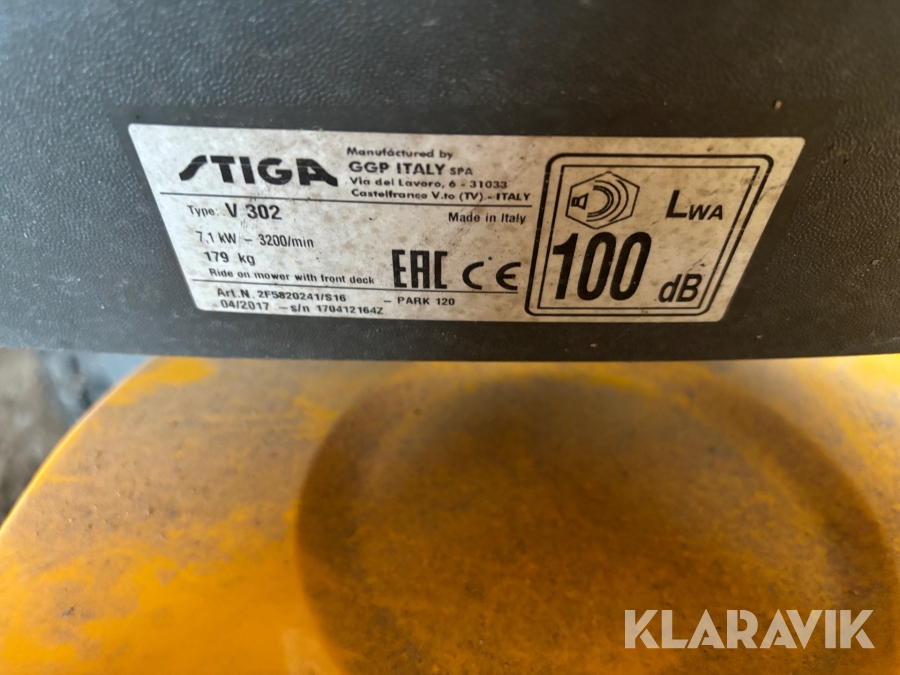 STIGA
Manufactured by
GGP ITALY SPA
Via del Lavoro, 6 - 31033
Castelfranco V.to (TV) - ITALY
Type: V 302
Made in Italy
7,1 kW - 3200/min
179 kg
Ride on mower with front deck
EAC CE
Art.N. 2F5820241/S16 - PARK 120
04/2017 - s/n 170412164Z
LWA
100 dB
KLARAVIK